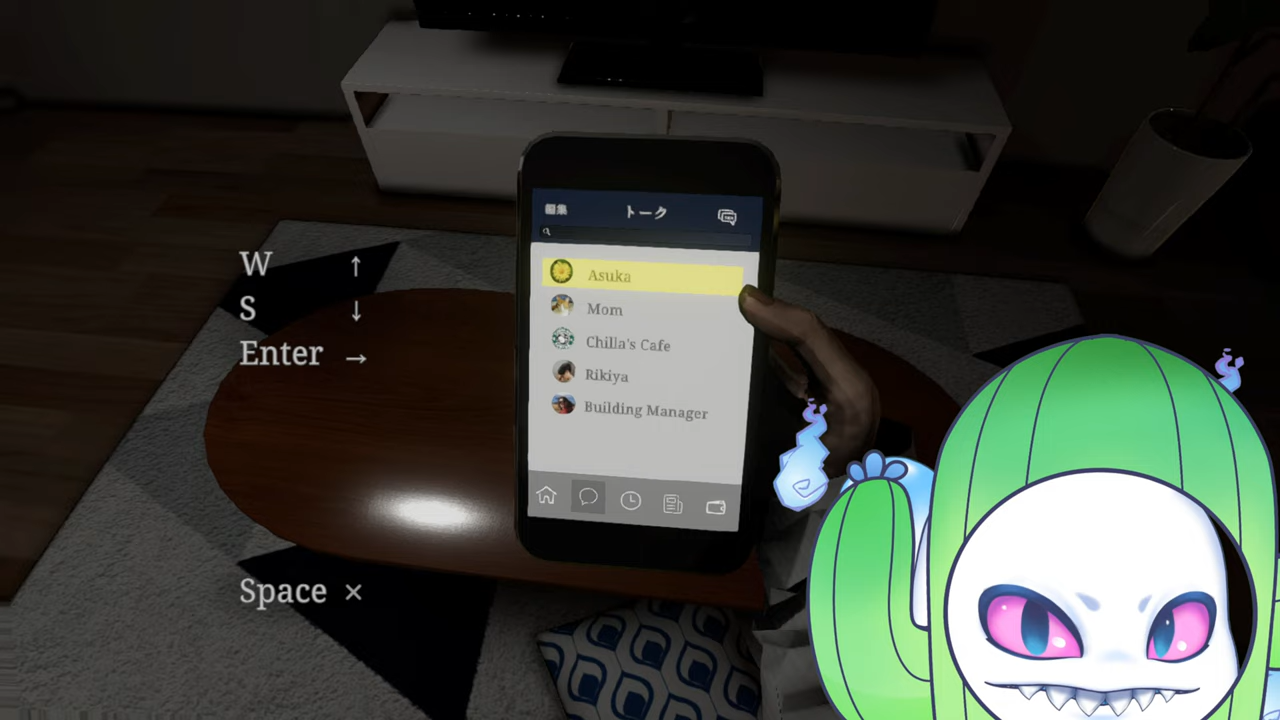 編集 トーク
Asuka
Mom
Chilla's Cafe
Rikiya
Building Manager
W ↑
S ↓
Enter →
Space ×